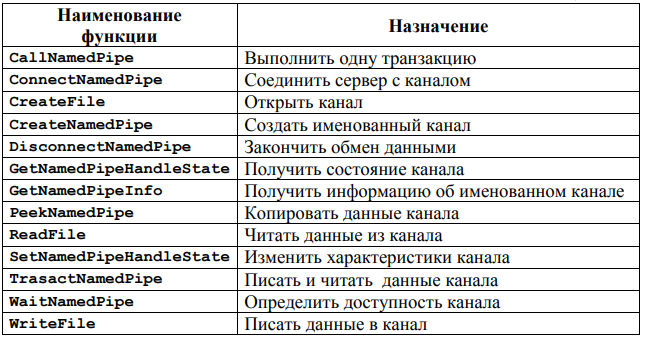 Наименование
функции
Назначение
CallNamedPipe Выполнить одну транзакцию
ConnectNamedPipe Соединить сервер с каналом
CreateFile Открыть канал
CreateNamedPipe Создать именованный канал
DisconnectNamedPipe Закончить обмен данными
GetNamedPipeHandleState Получить состояние канала
GetNamedPipeInfo Получить информацию об именованном канале
PeekNamedPipe Копировать данные канала
ReadFile Читать данные из канала
SetNamedPipeHandleState Изменить характеристики канала
TrasactNamedPipe Писать и читать данные канала
WaitNamedPipe Определить доступность канала
WriteFile Писать данные в канал